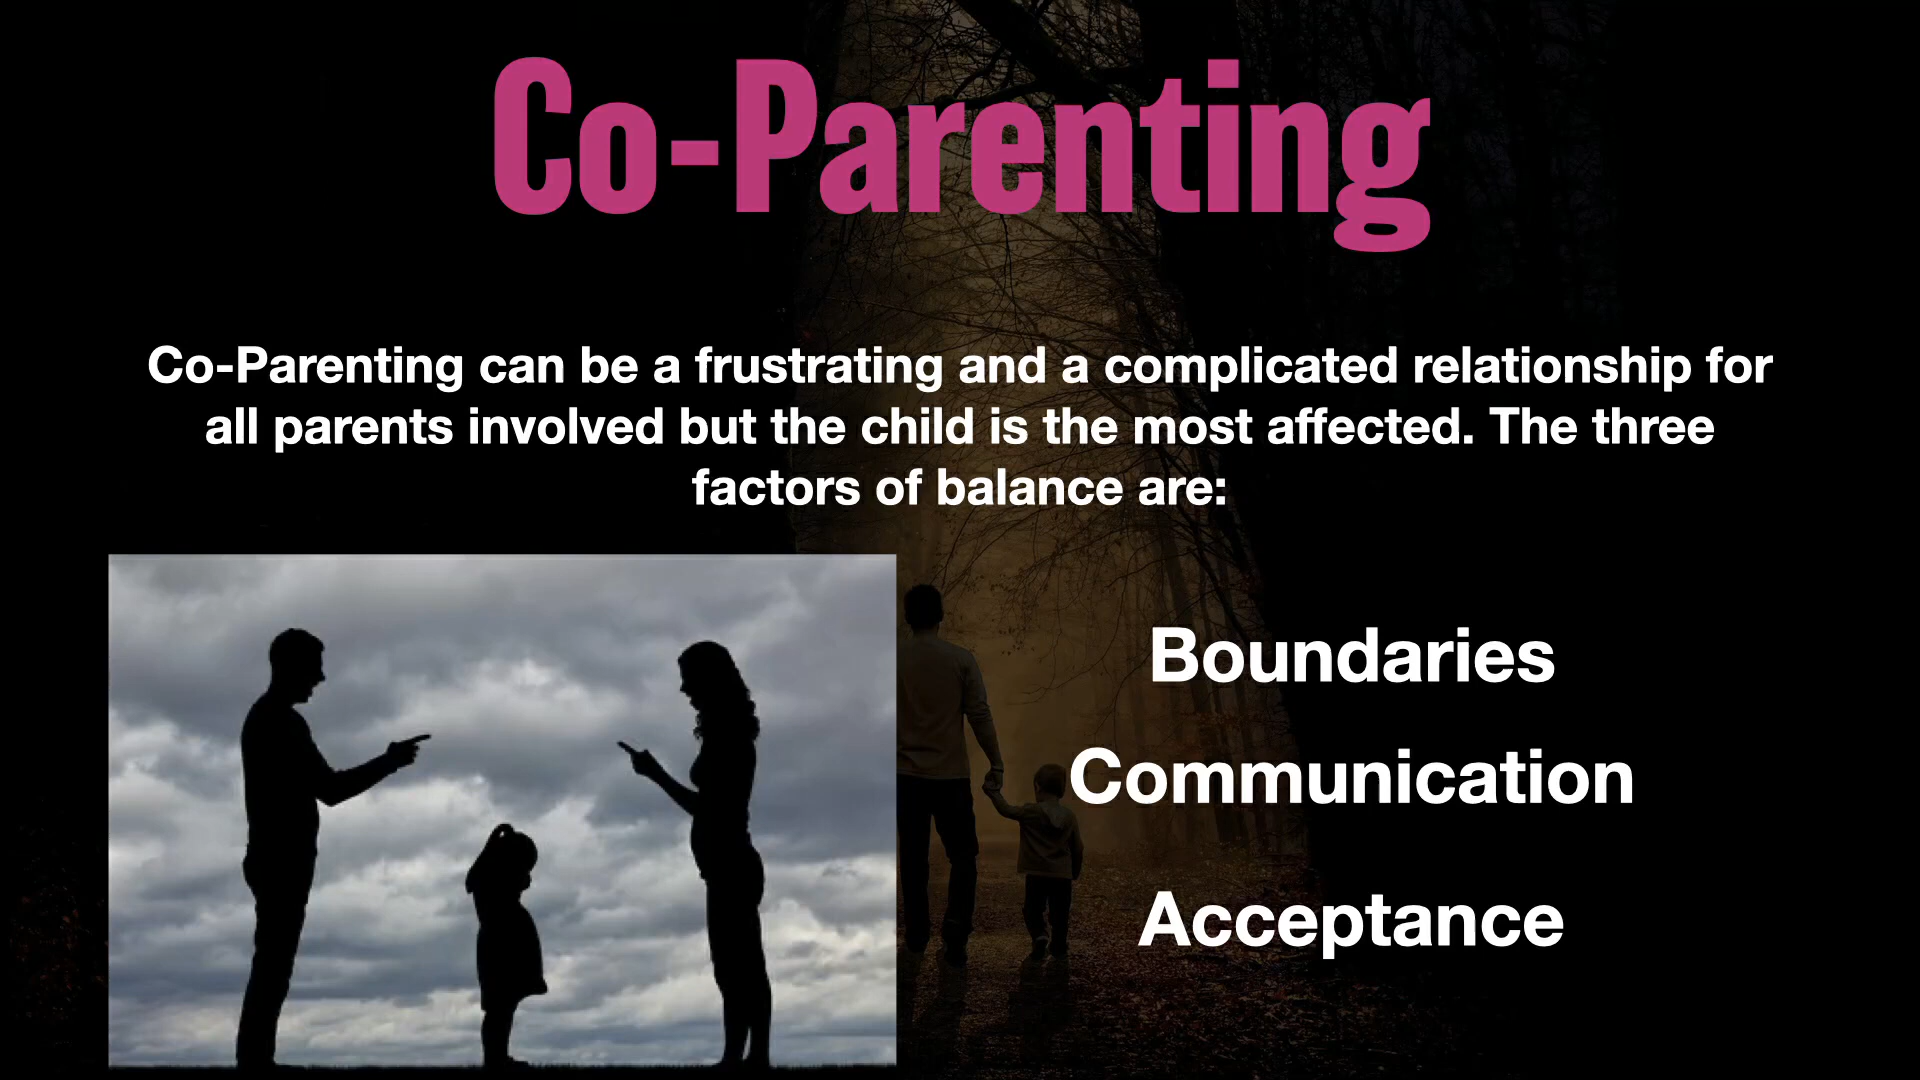 Co-Parenting
Co-Parenting can be a frustrating and a complicated relationship for
all parents involved but the child is the most affected. The three
factors of balance are:
Boundaries
Communication
Acceptance